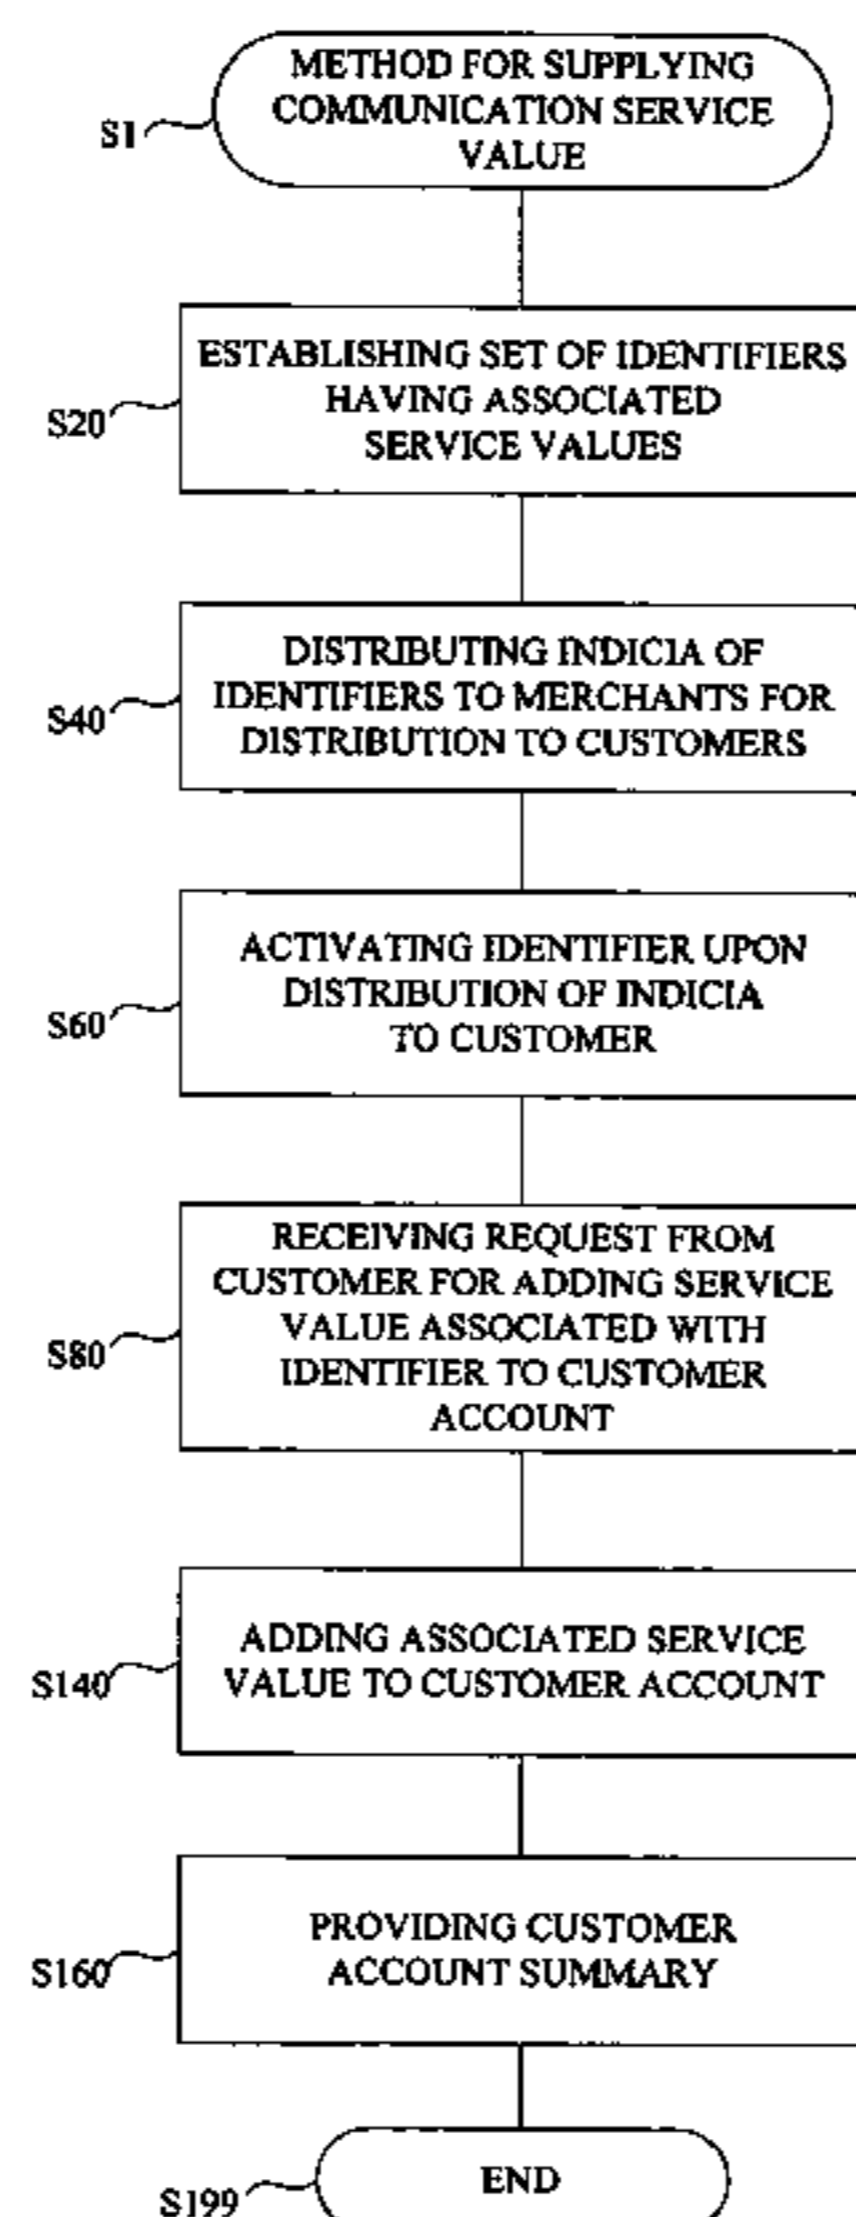 METHOD FOR SUPPLYING
COMMUNICATION SERVICE
VALUE
S1
ESTABLISHING SET OF IDENTIFIERS
HAVING ASSOCIATED
SERVICE VALUES
S20
DISTRIBUTING INDICIA OF
IDENTIFIERS TO MERCHANTS FOR
DISTRIBUTION TO CUSTOMERS
S40
ACTIVATING IDENTIFIER UPON
DISTRIBUTION OF INDICIA
TO CUSTOMER
S60
RECEIVING REQUEST FROM
CUSTOMER FOR ADDING SERVICE
VALUE ASSOCIATED WITH
IDENTIFIER TO CUSTOMER
ACCOUNT
S80
ADDING ASSOCIATED SERVICE
VALUE TO CUSTOMER ACCOUNT
S140
PROVIDING CUSTOMER
ACCOUNT SUMMARY
S160
END
S199